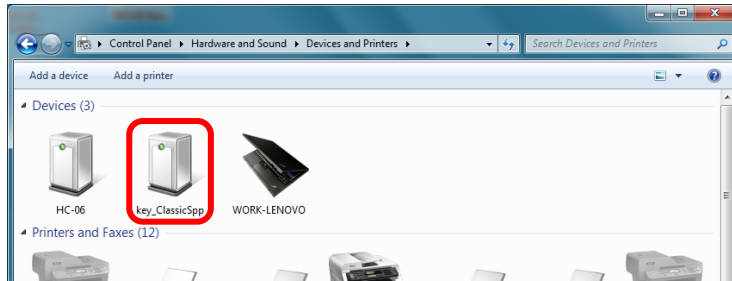 Control Panel Hardware and Sound Devices and Printers Search Devices and Printers
Add a device Add a printer
Devices (3)
HC-06 key_ClassicSpp WORK-LENOVO
Printers and Faxes (12)